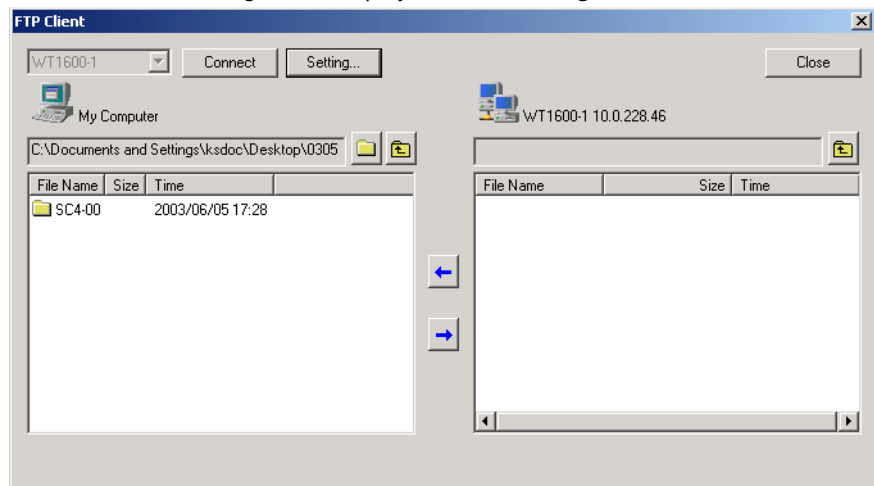 FTP Client
WT1600-1 Connect Setting... Close
My Computer
WT1600-1 10.0.228.46
C:\Documents and Settings\ksdoc\Desktop\0305
File Name Size Time
File Name Size Time
SC4-00 2003/06/05 17:28